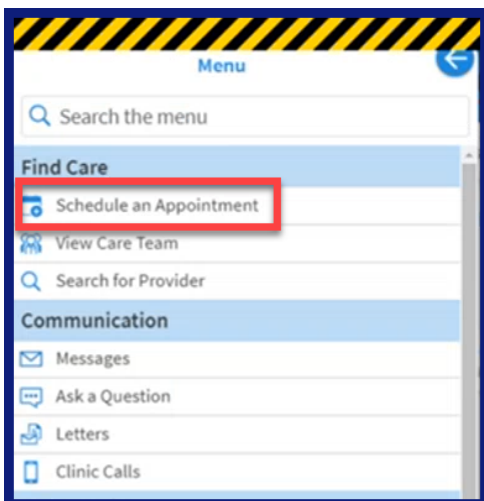 Menu
Search the menu
Find Care
Schedule an Appointment
View Care Team
Search for Provider
Communication
Messages
Ask a Question
Letters
Clinic Calls